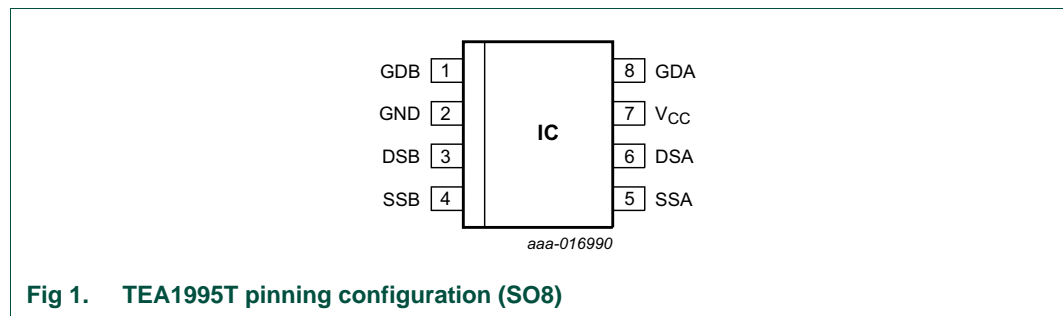 GDB 1 8 GDA
GND 2 7 VCC
IC
DSB 3 6 DSA
SSB 4 5 SSA
aaa-016990
Fig 1. TEA1995T pinning configuration (SO8)